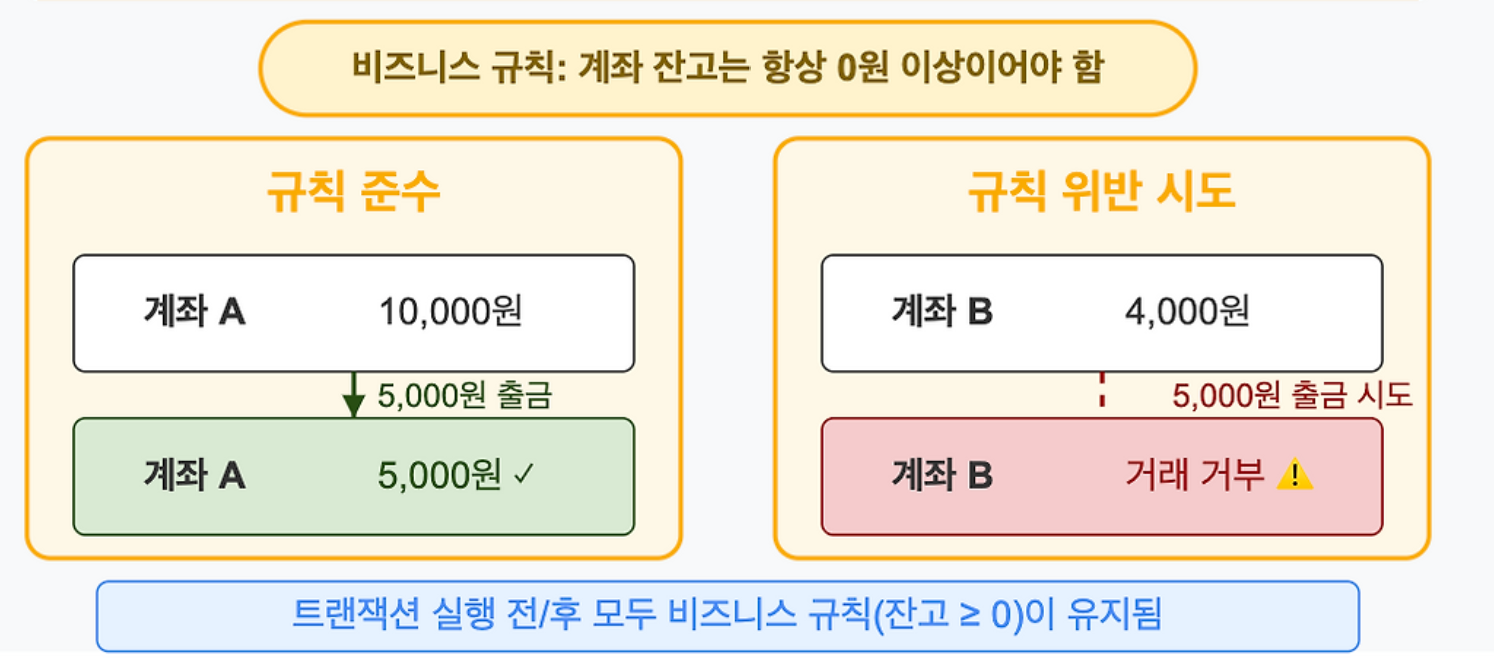 비즈니스 규칙: 계좌 잔고는 항상 0원 이상이어야 함
규칙 준수
계좌 A 10,000원
5,000원 출금
계좌 A 5,000원 ✓
규칙 위반 시도
계좌 B 4,000원
5,000원 출금 시도
계좌 B 거래 거부 ⚠️
트랜잭션 실행 전/후 모두 비즈니스 규칙(잔고 ≥ 0)이 유지됨